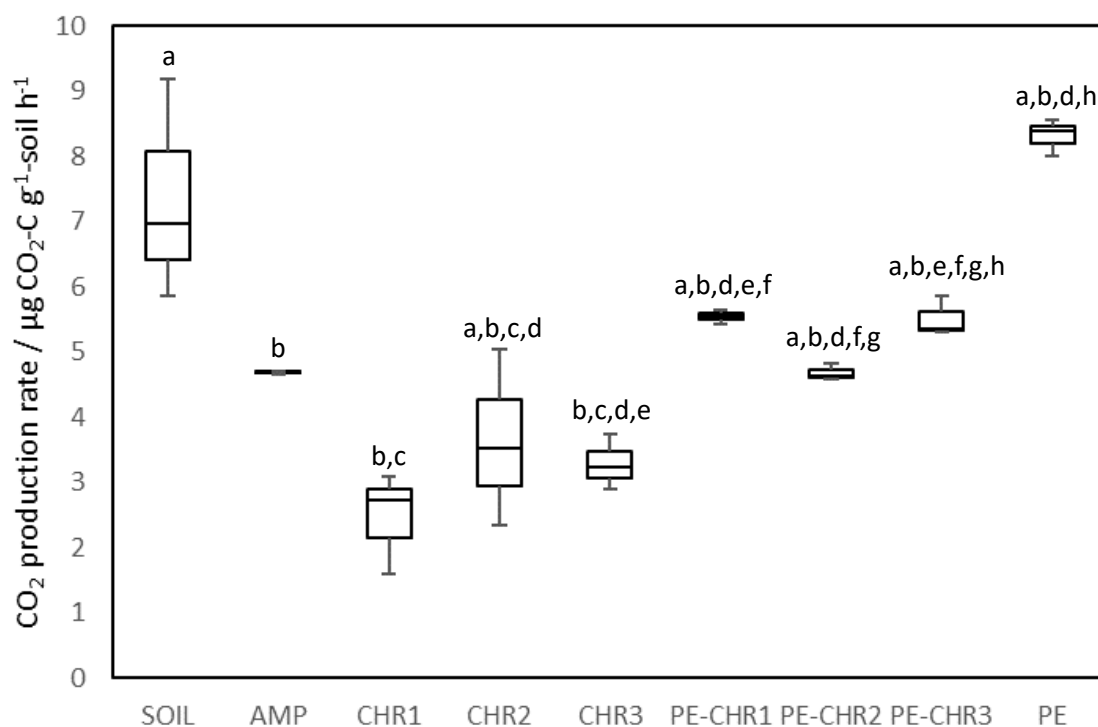 CO₂ production rate / µg CO₂-C g⁻¹-soil h⁻¹
10
9
8
7
6
5
4
3
2
1
0
a
b
b,c
a,b,c,d
b,c,d,e
a,b,d,e,f
a,b,d,f,g
a,b,e,f,g,h
a,b,d,h
SOIL AMP CHR1 CHR2 CHR3 PE-CHR1 PE-CHR2 PE-CHR3 PE